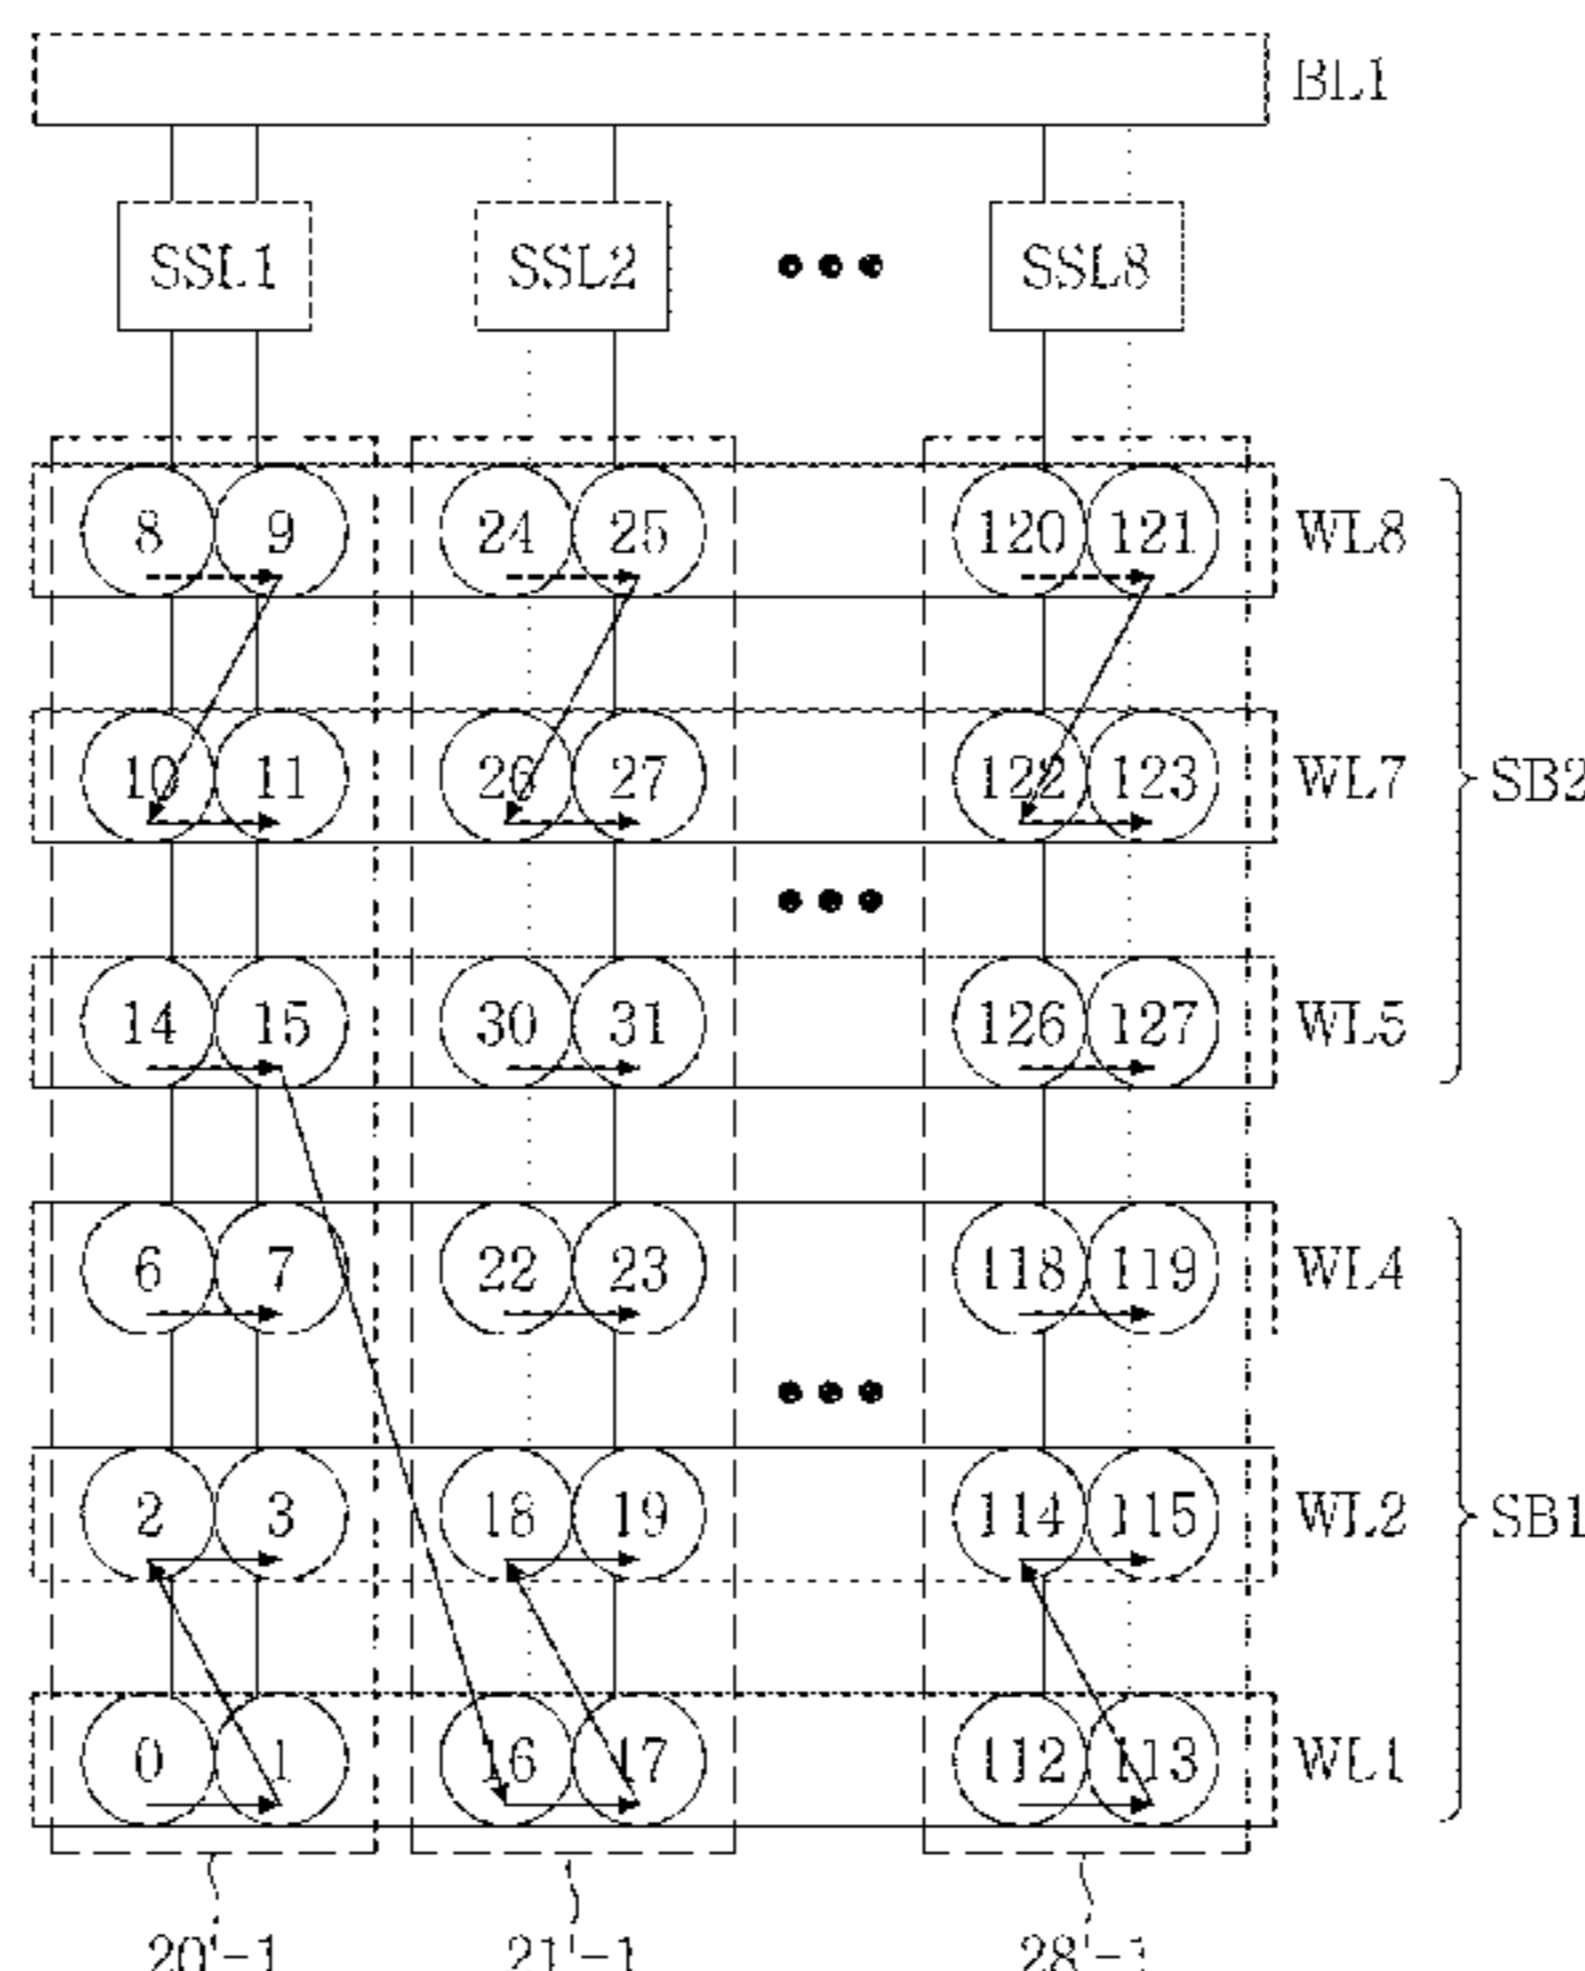 BL1
SSL1 SSL2 SSL8
8 9 24 25 120 121 WL8
10 11 26 27 122 123 WL7
SB2
14 15 30 31 126 127 WL5
6 7 22 23 118 119 WL4
2 3 18 19 114 115 WL2
SB1
0 1 16 17 112 113 WL1
20'-1 21'-1 28'-1